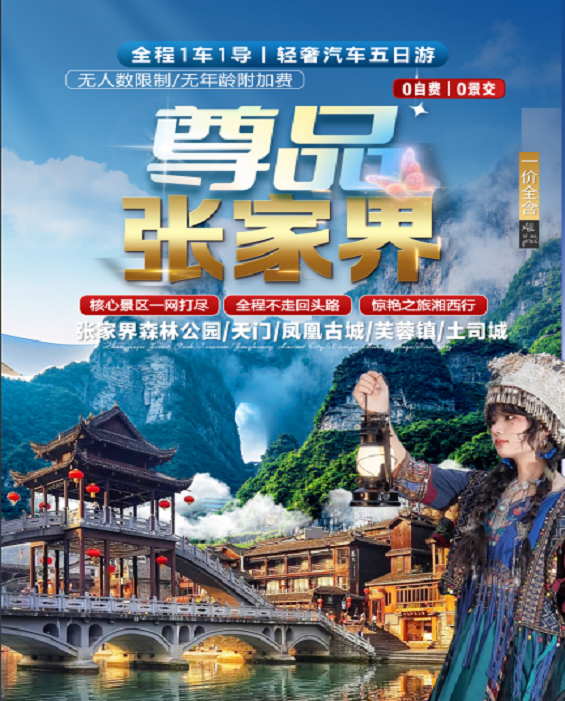 全程1车1导 | 轻奢汽车五日游
无人数限制/无年龄附加费
0自费 | 0景交
尊品
张家界
一价全含
核心景区一网打尽
全程不走回头路
惊艳之旅湘西行
张家界森林公园/天门/凤凰古城/芙蓉镇/土司城